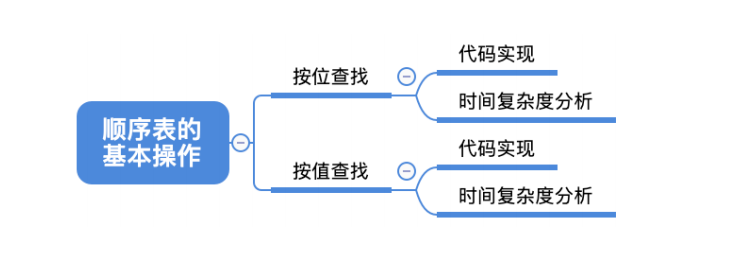 顺序表的
基本操作
按位查找
代码实现
时间复杂度分析
按值查找
代码实现
时间复杂度分析